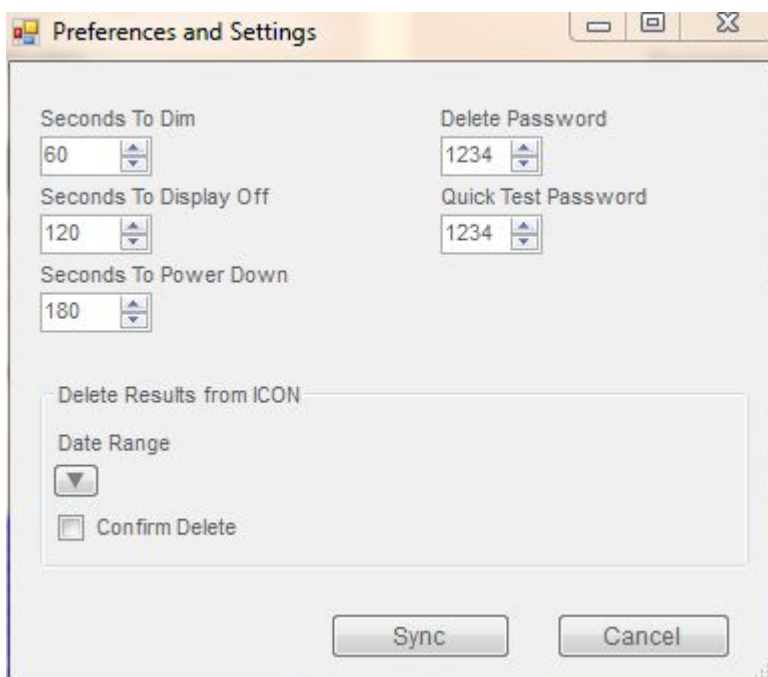 Preferences and Settings
Seconds To Dim
60
Seconds To Display Off
120
Seconds To Power Down
180
Delete Password
1234
Quick Test Password
1234
Delete Results from ICON
Date Range
Confirm Delete
Sync
Cancel